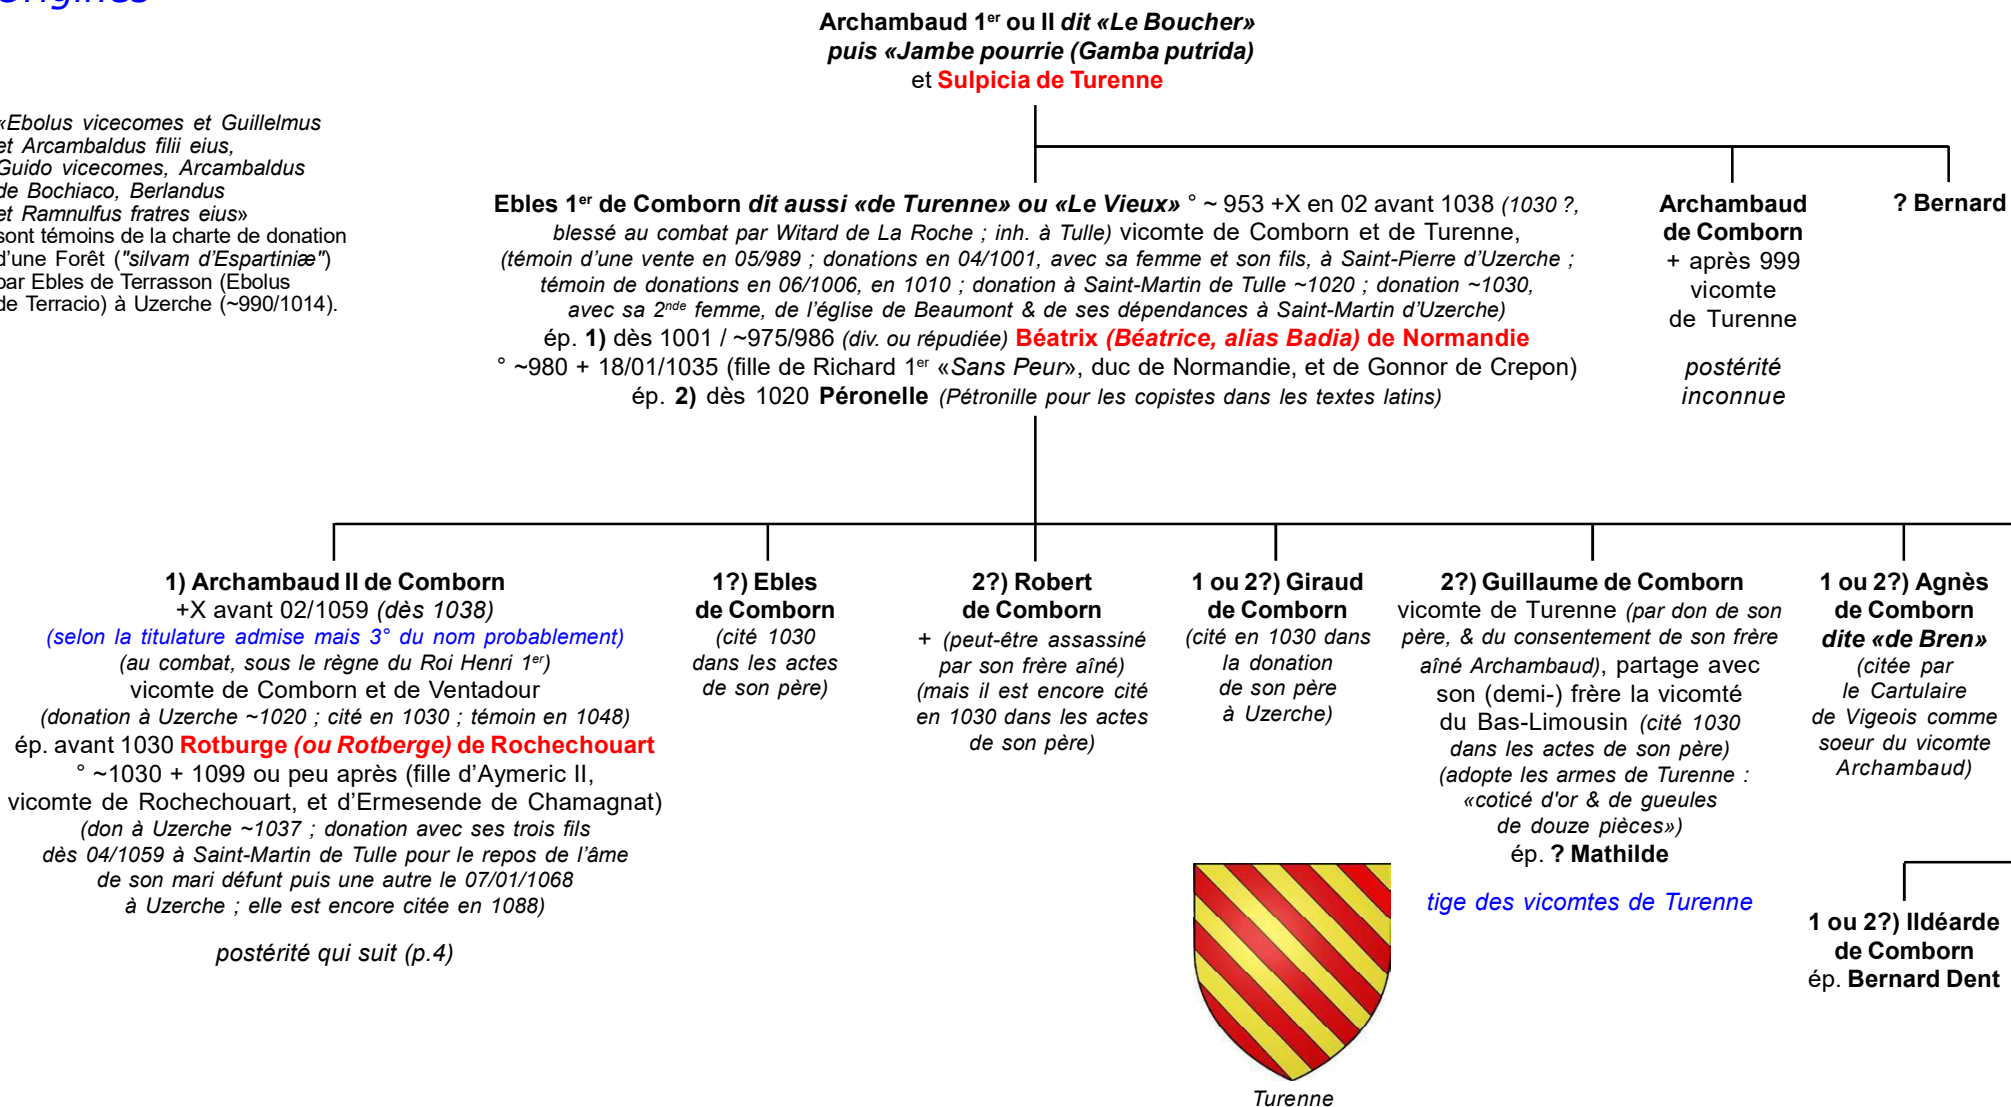 Origines
Archambaud 1er ou II dit «Le Boucher»
puis «Jambe pourrie (Gamba putrida)
et Sulpicia de Turenne
«Ebolus vicecomes et Guillelmus
et Arcambaldus filii eius,
Guido vicecomes, Arcambaldus
de Bochiaco, Berlandus
et Ramnulfus fratres eius»
sont témoins de la charte de donation
d'une Forêt ("silvam d'Espartiniæ")
par Ebles de Terrasson (Ebolus
de Terracio) à Uzerche (~990/1014).
Ebles 1er de Comborn dit aussi «de Turenne» ou «Le Vieux» ° ~ 953 +X en 02 avant 1038 (1030 ?,
blessé au combat par Witard de La Roche ; inh. à Tulle) vicomte de Comborn et de Turenne,
(témoin d'une vente en 05/989 ; donations en 04/1001, avec sa femme et son fils, à Saint-Pierre d'Uzerche ;
témoin de donations en 06/1006, en 1010 ; donation à Saint-Martin de Tulle ~1020 ; donation ~1030,
avec sa 2nde femme, de l'église de Beaumont & de ses dépendances à Saint-Martin d'Uzerche)
ép. 1) dès 1001 / ~975/986 (div. ou répudiée) Béatrix (Béatrice, alias Badia) de Normandie
° ~980 + 18/01/1035 (fille de Richard 1er «Sans Peur», duc de Normandie, et de Gonnor de Crepon)
ép. 2) dès 1020 Péronelle (Pétronille pour les copistes dans les textes latins)
Archambaud
de Comborn
+ après 999
vicomte
de Turenne
postérité
inconnue
? Bernard
1) Archambaud II de Comborn
+X avant 02/1059 (dès 1038)
(selon la titulature admise mais 3° du nom probablement)
(au combat, sous le règne du Roi Henri 1er)
vicomte de Comborn et de Ventadour
(donation à Uzerche ~1020 ; cité en 1030 ; témoin en 1048)
ép. avant 1030 Rotburge (ou Rotberge) de Rochechouart
° ~1030 + 1099 ou peu après (fille d'Aymeric II,
vicomte de Rochechouart, et d'Ermesende de Chamagnat)
(don à Uzerche ~1037 ; donation avec ses trois fils
dès 04/1059 à Saint-Martin de Tulle pour le repos de l'âme
de son mari défunt puis une autre le 07/01/1068
à Uzerche ; elle est encore citée en 1088)
postérité qui suit (p.4)
1?) Ebles
de Comborn
(cité 1030
dans les actes
de son père)
2?) Robert
de Comborn
+ (peut-être assassiné
par son frère aîné)
(mais il est encore cité
en 1030 dans les actes
de son père)
1 ou 2?) Giraud
de Comborn
(cité en 1030 dans
la donation
de son père
à Uzerche)
2?) Guillaume de Comborn
vicomte de Turenne (par don de son
père, & du consentement de son frère
aîné Archambaud), partage avec
son (demi-) frère la vicomté
du Bas-Limousin (cité 1030
dans les actes de son père)
(adopte les armes de Turenne :
«coticé d'or & de gueules
de douze pièces»)
ép. ? Mathilde
tige des vicomtes de Turenne
1 ou 2?) Agnès
de Comborn
dite «de Bren»
(citée par
le Cartulaire
de Vigeois comme
soeur du vicomte
Archambaud)
1 ou 2?) Ildéarde
de Comborn
ép. Bernard Dent
Turenne